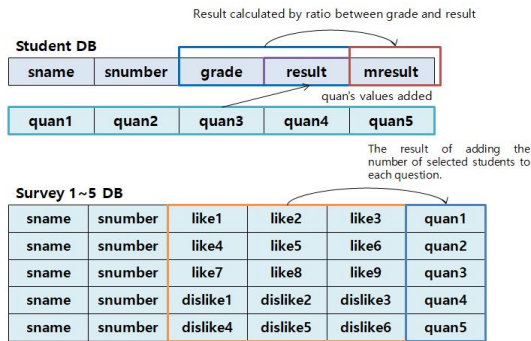 Result calculated by ratio between grade and result
Student DB
sname snumber grade result mresult
quan's values added
quan1 quan2 quan3 quan4 quan5
The result of adding the
number of selected students to
each question.
Survey 1~5 DB
sname snumber like1 like2 like3 quan1
sname snumber like4 like5 like6 quan2
sname snumber like7 like8 like9 quan3
sname snumber dislike1 dislike2 dislike3 quan4
sname snumber dislike4 dislike5 dislike6 quan5